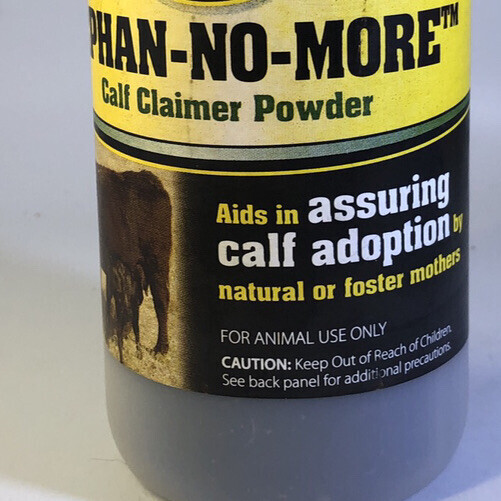 PHAN-NO-MORE™
Calf Claimer Powder
Aids in assuring
calf adoption by
natural or foster mothers
FOR ANIMAL USE ONLY
CAUTION: Keep Out of Reach of Children.
See back panel for additional precautions.